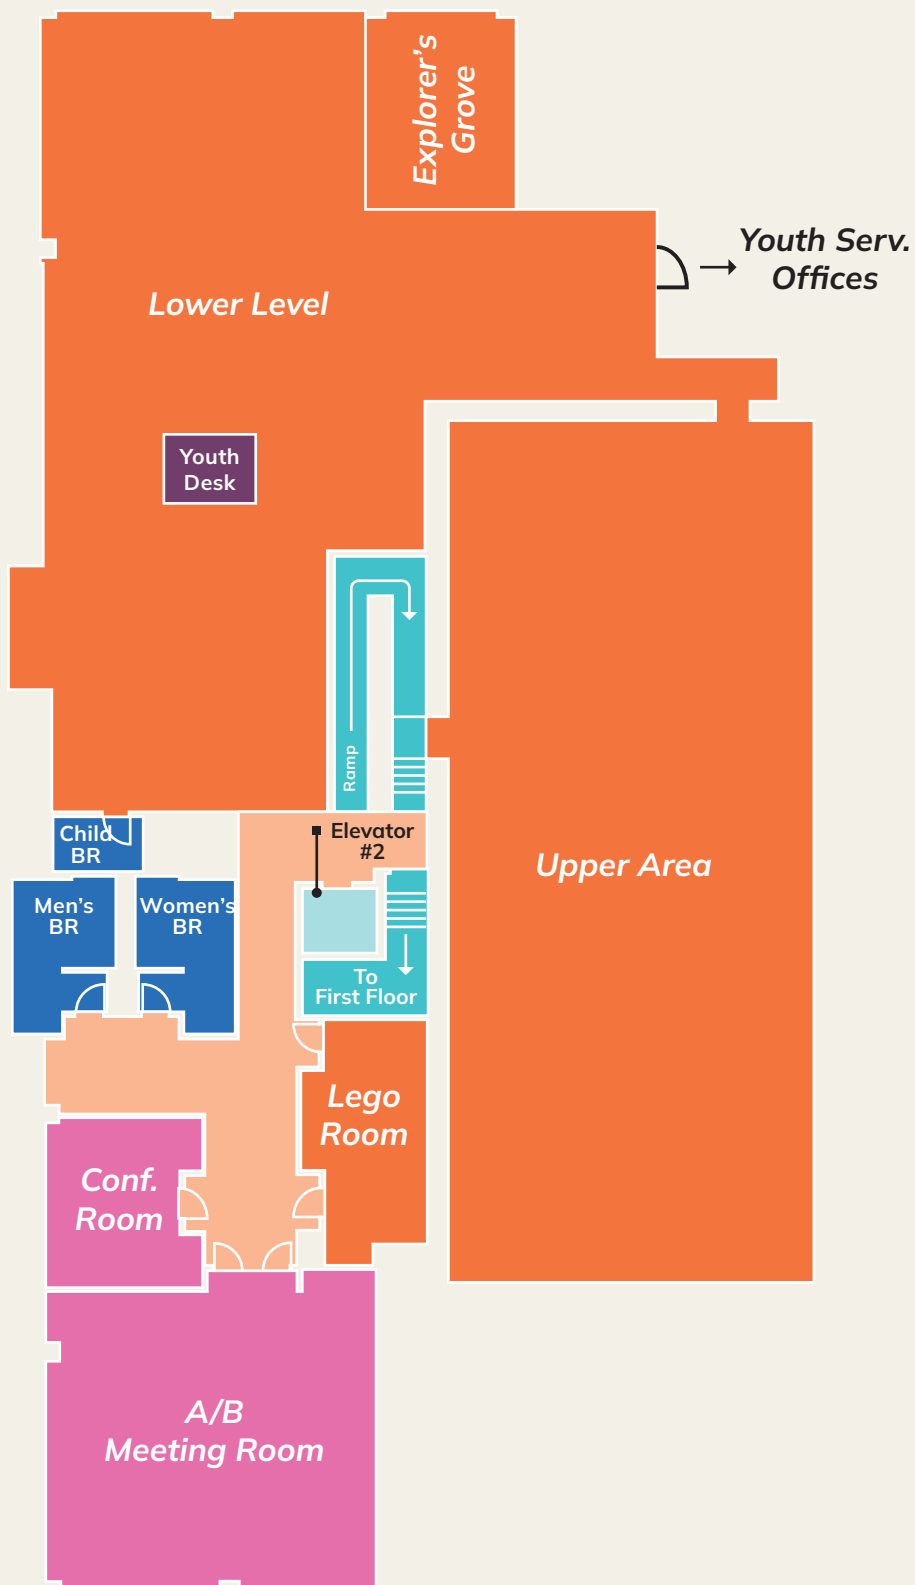 Explorer's
Grove
Youth Serv.
Offices
Lower Level
Youth
Desk
Ramp
Child
BR
Elevator
#2
Upper Area
Men's
BR
Women's
BR
To
First Floor
Lego
Room
Conf.
Room
A/B
Meeting Room